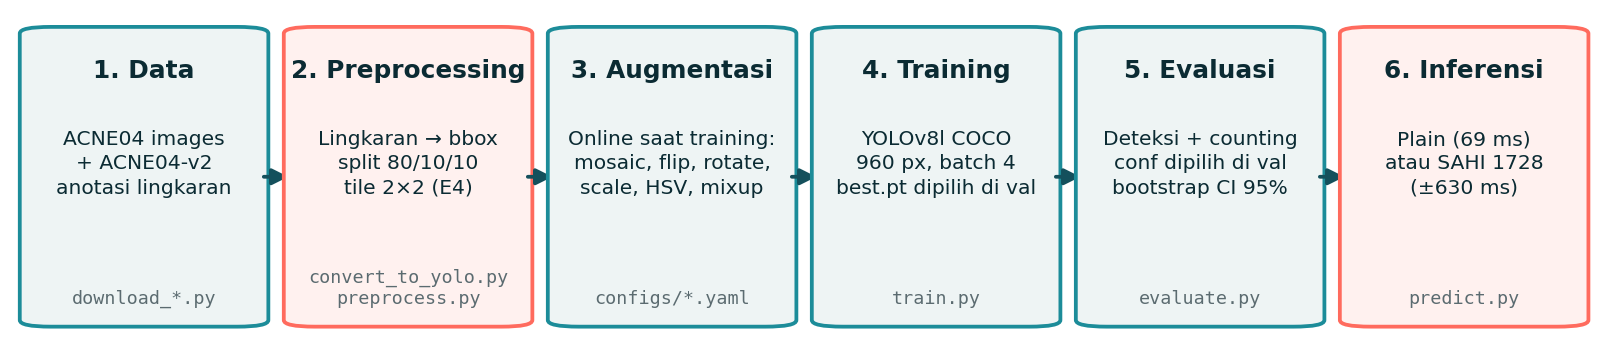 1. Data
ACNE04 images
+ ACNE04-v2
anotasi lingkaran
download_*.py
2. Preprocessing
Lingkaran → bbox
split 80/10/10
tile 2×2 (E4)
convert_to_yolo.py
preprocess.py
3. Augmentasi
Online saat training:
mosaic, flip, rotate,
scale, HSV, mixup
configs/*.yaml
4. Training
YOLOv8l COCO
960 px, batch 4
best.pt dipilih di val
train.py
5. Evaluasi
Deteksi + counting
conf dipilih di val
bootstrap CI 95%
evaluate.py
6. Inferensi
Plain (69 ms)
atau SAHI 1728
(±630 ms)
predict.py